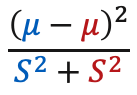 (μ − μ)²
S² + S²